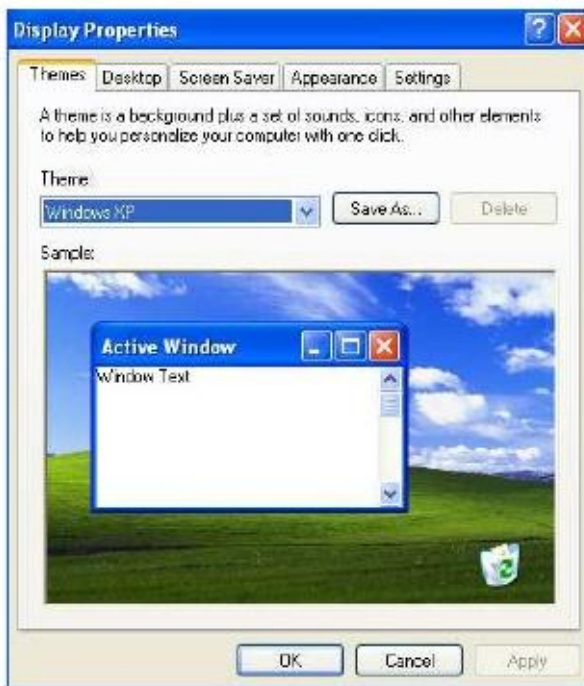 Display Properties
Themes Desktop Screen Saver Appearance Settings
A theme is a background plus a set of sounds, icons, and other elements
to help you personalize your computer with one click.
Theme:
Windows XP Save As... Delete
Sample:
Active Window
Window Text
OK Cancel Apply